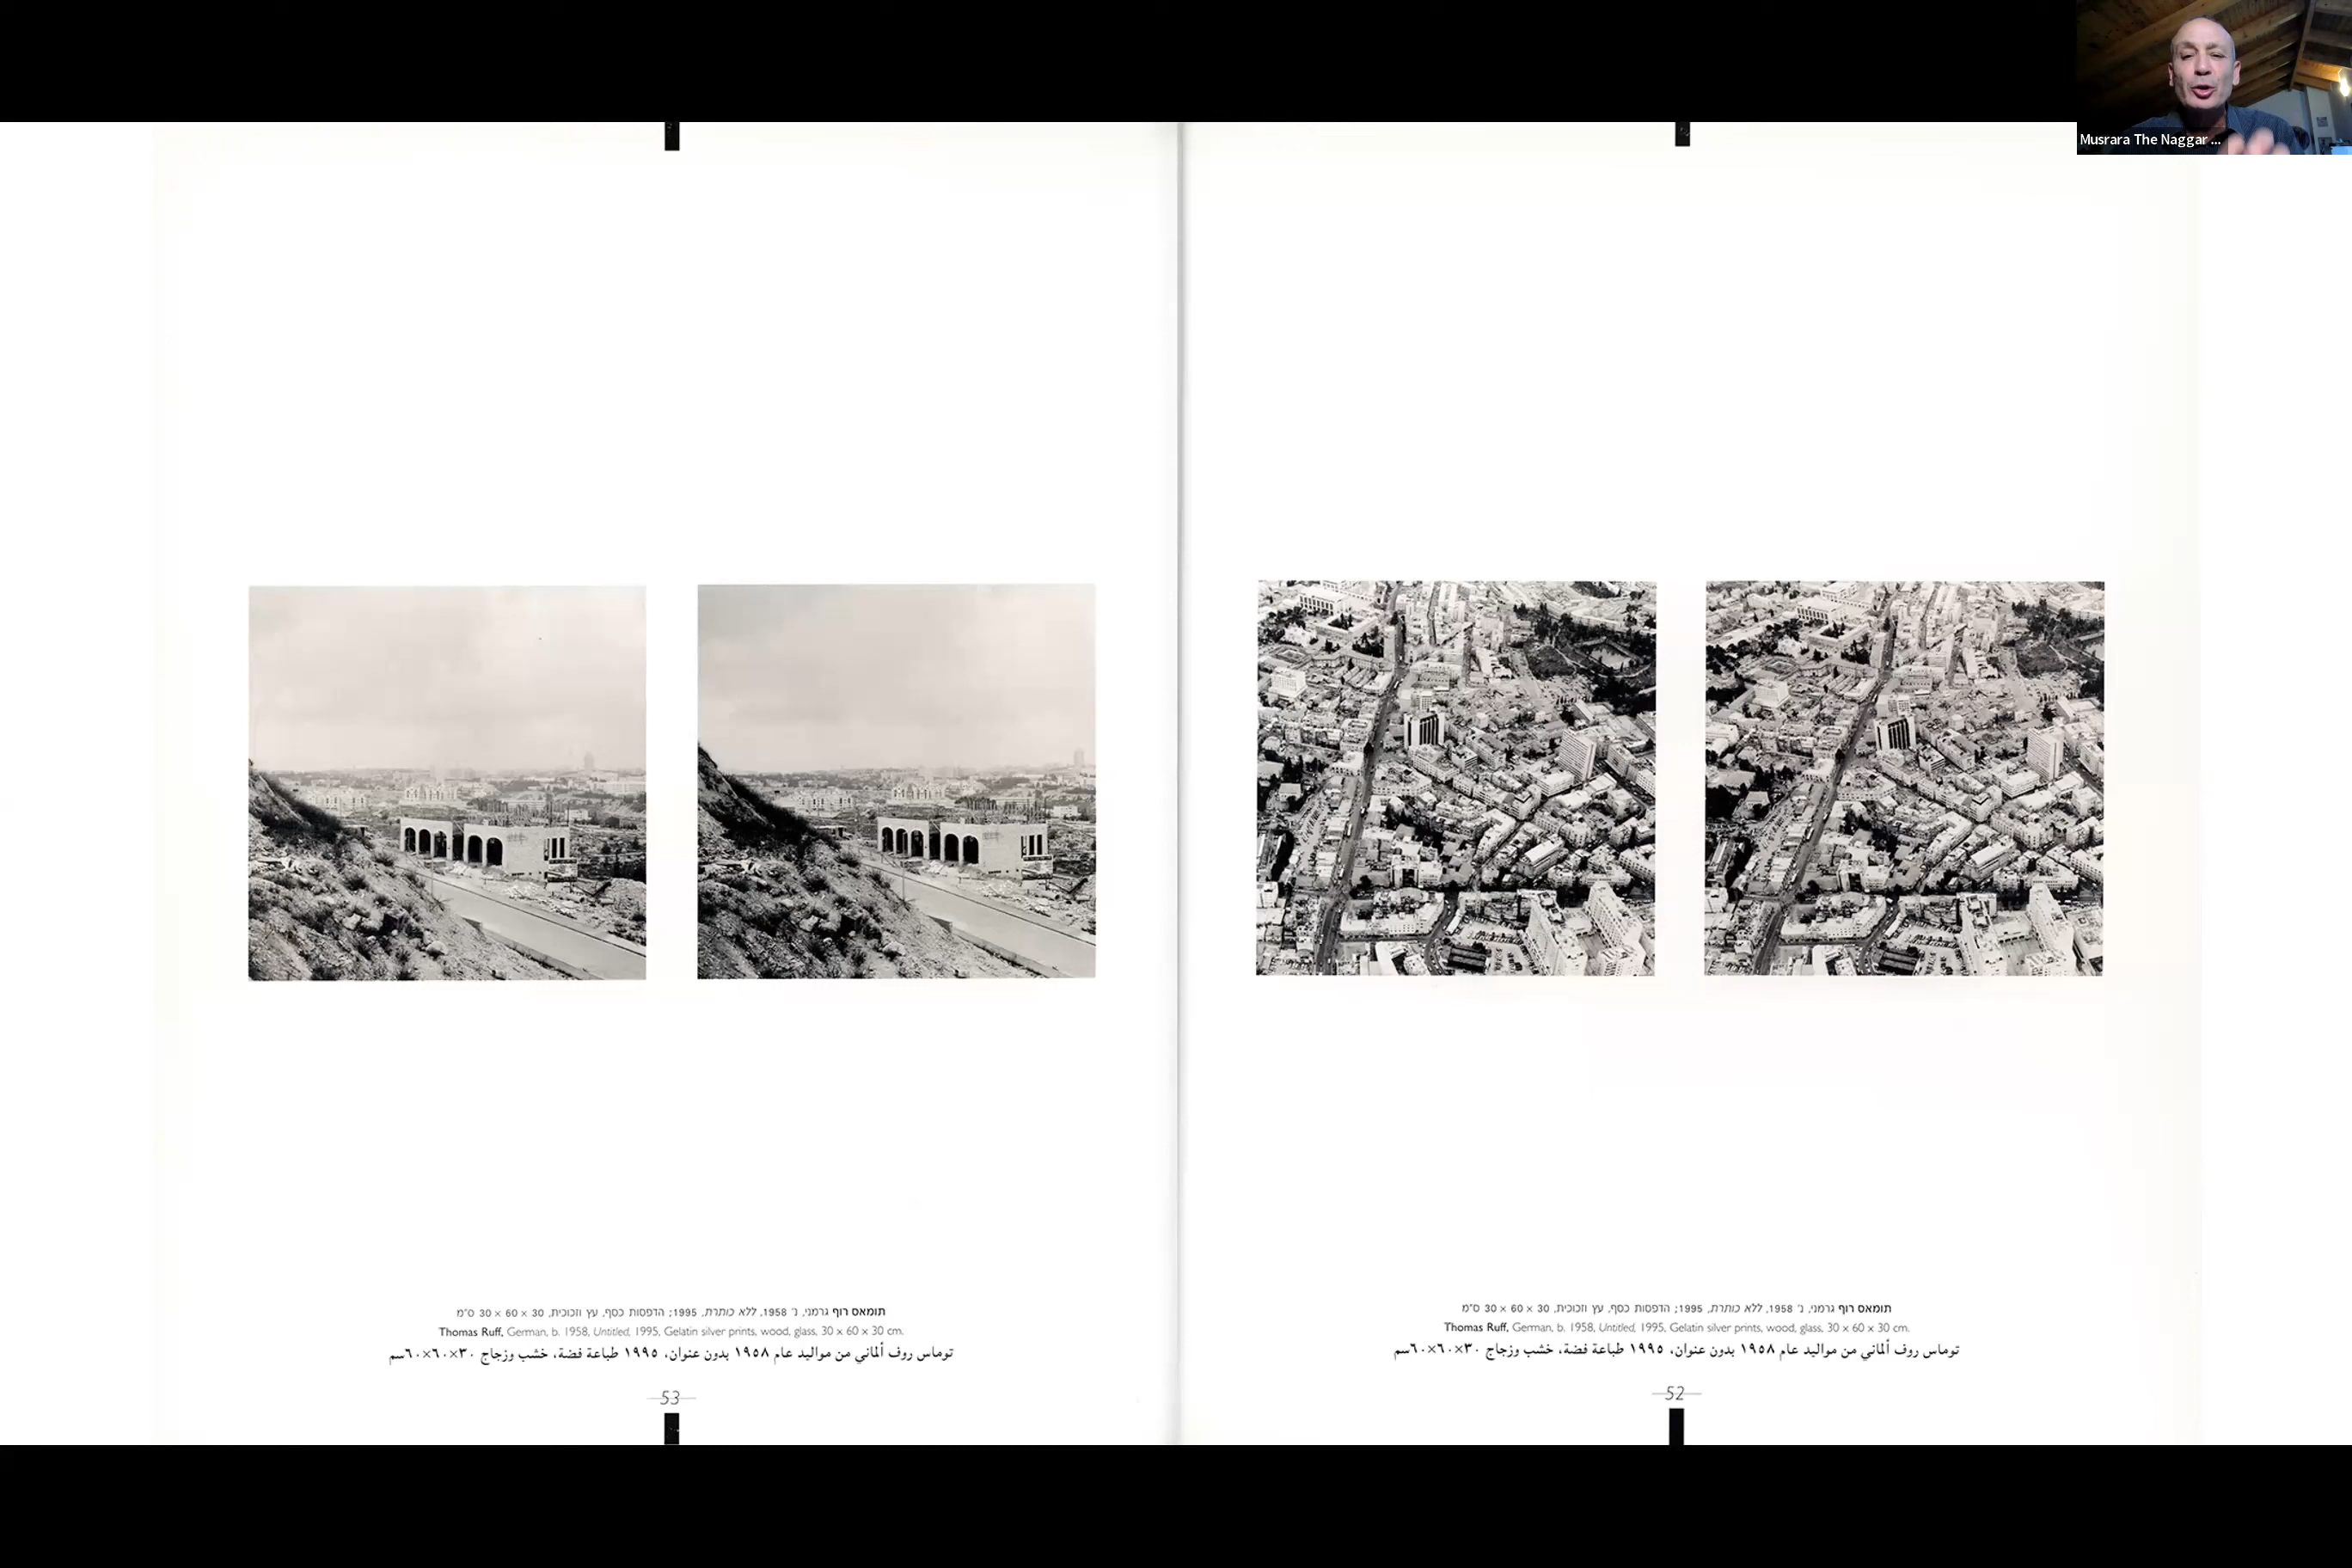 Musrara The Naggar ...
תומאס רוף גרמני, נ' 1958, ללא כותרת, 1995; הדפסות כסף, עץ וזכוכית, 30 × 60 × 30 ס"מ
Thomas Ruff, German, b. 1958, Untitled, 1995, Gelatin silver prints, wood, glass, 30 x 60 x 30 cm.
توماس روف ألماني من مواليد عام ١٩٥٨ بدون عنوان، ١٩٩٥ طباعة فضة، خشب وزجاج ٣٠×٦٠×٦٠سم
52
תומאס רוף גרמני, נ' 1958, ללא כותרת, 1995; הדפסות כסף, עץ וזכוכית, 30 × 60 × 30 ס"מ
Thomas Ruff, German, b. 1958, Untitled, 1995, Gelatin silver prints, wood, glass, 30 x 60 x 30 cm.
توماس روف ألماني من مواليد عام ١٩٥٨ بدون عنوان، ١٩٩٥ طباعة فضة، خشب وزجاج ٣٠×٦٠×٦٠سم
53